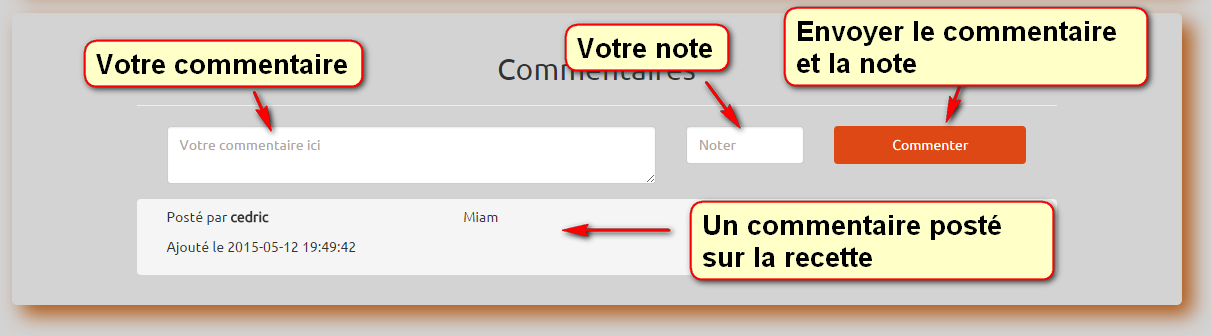 Votre commentaire
Votre note
Envoyer le commentaire
et la note
Commentaires
Votre commentaire ici
Noter
Commenter
Posté par cedric
Miam
Ajouté le 2015-05-12 19:49:42
Un commentaire posté
sur la recette